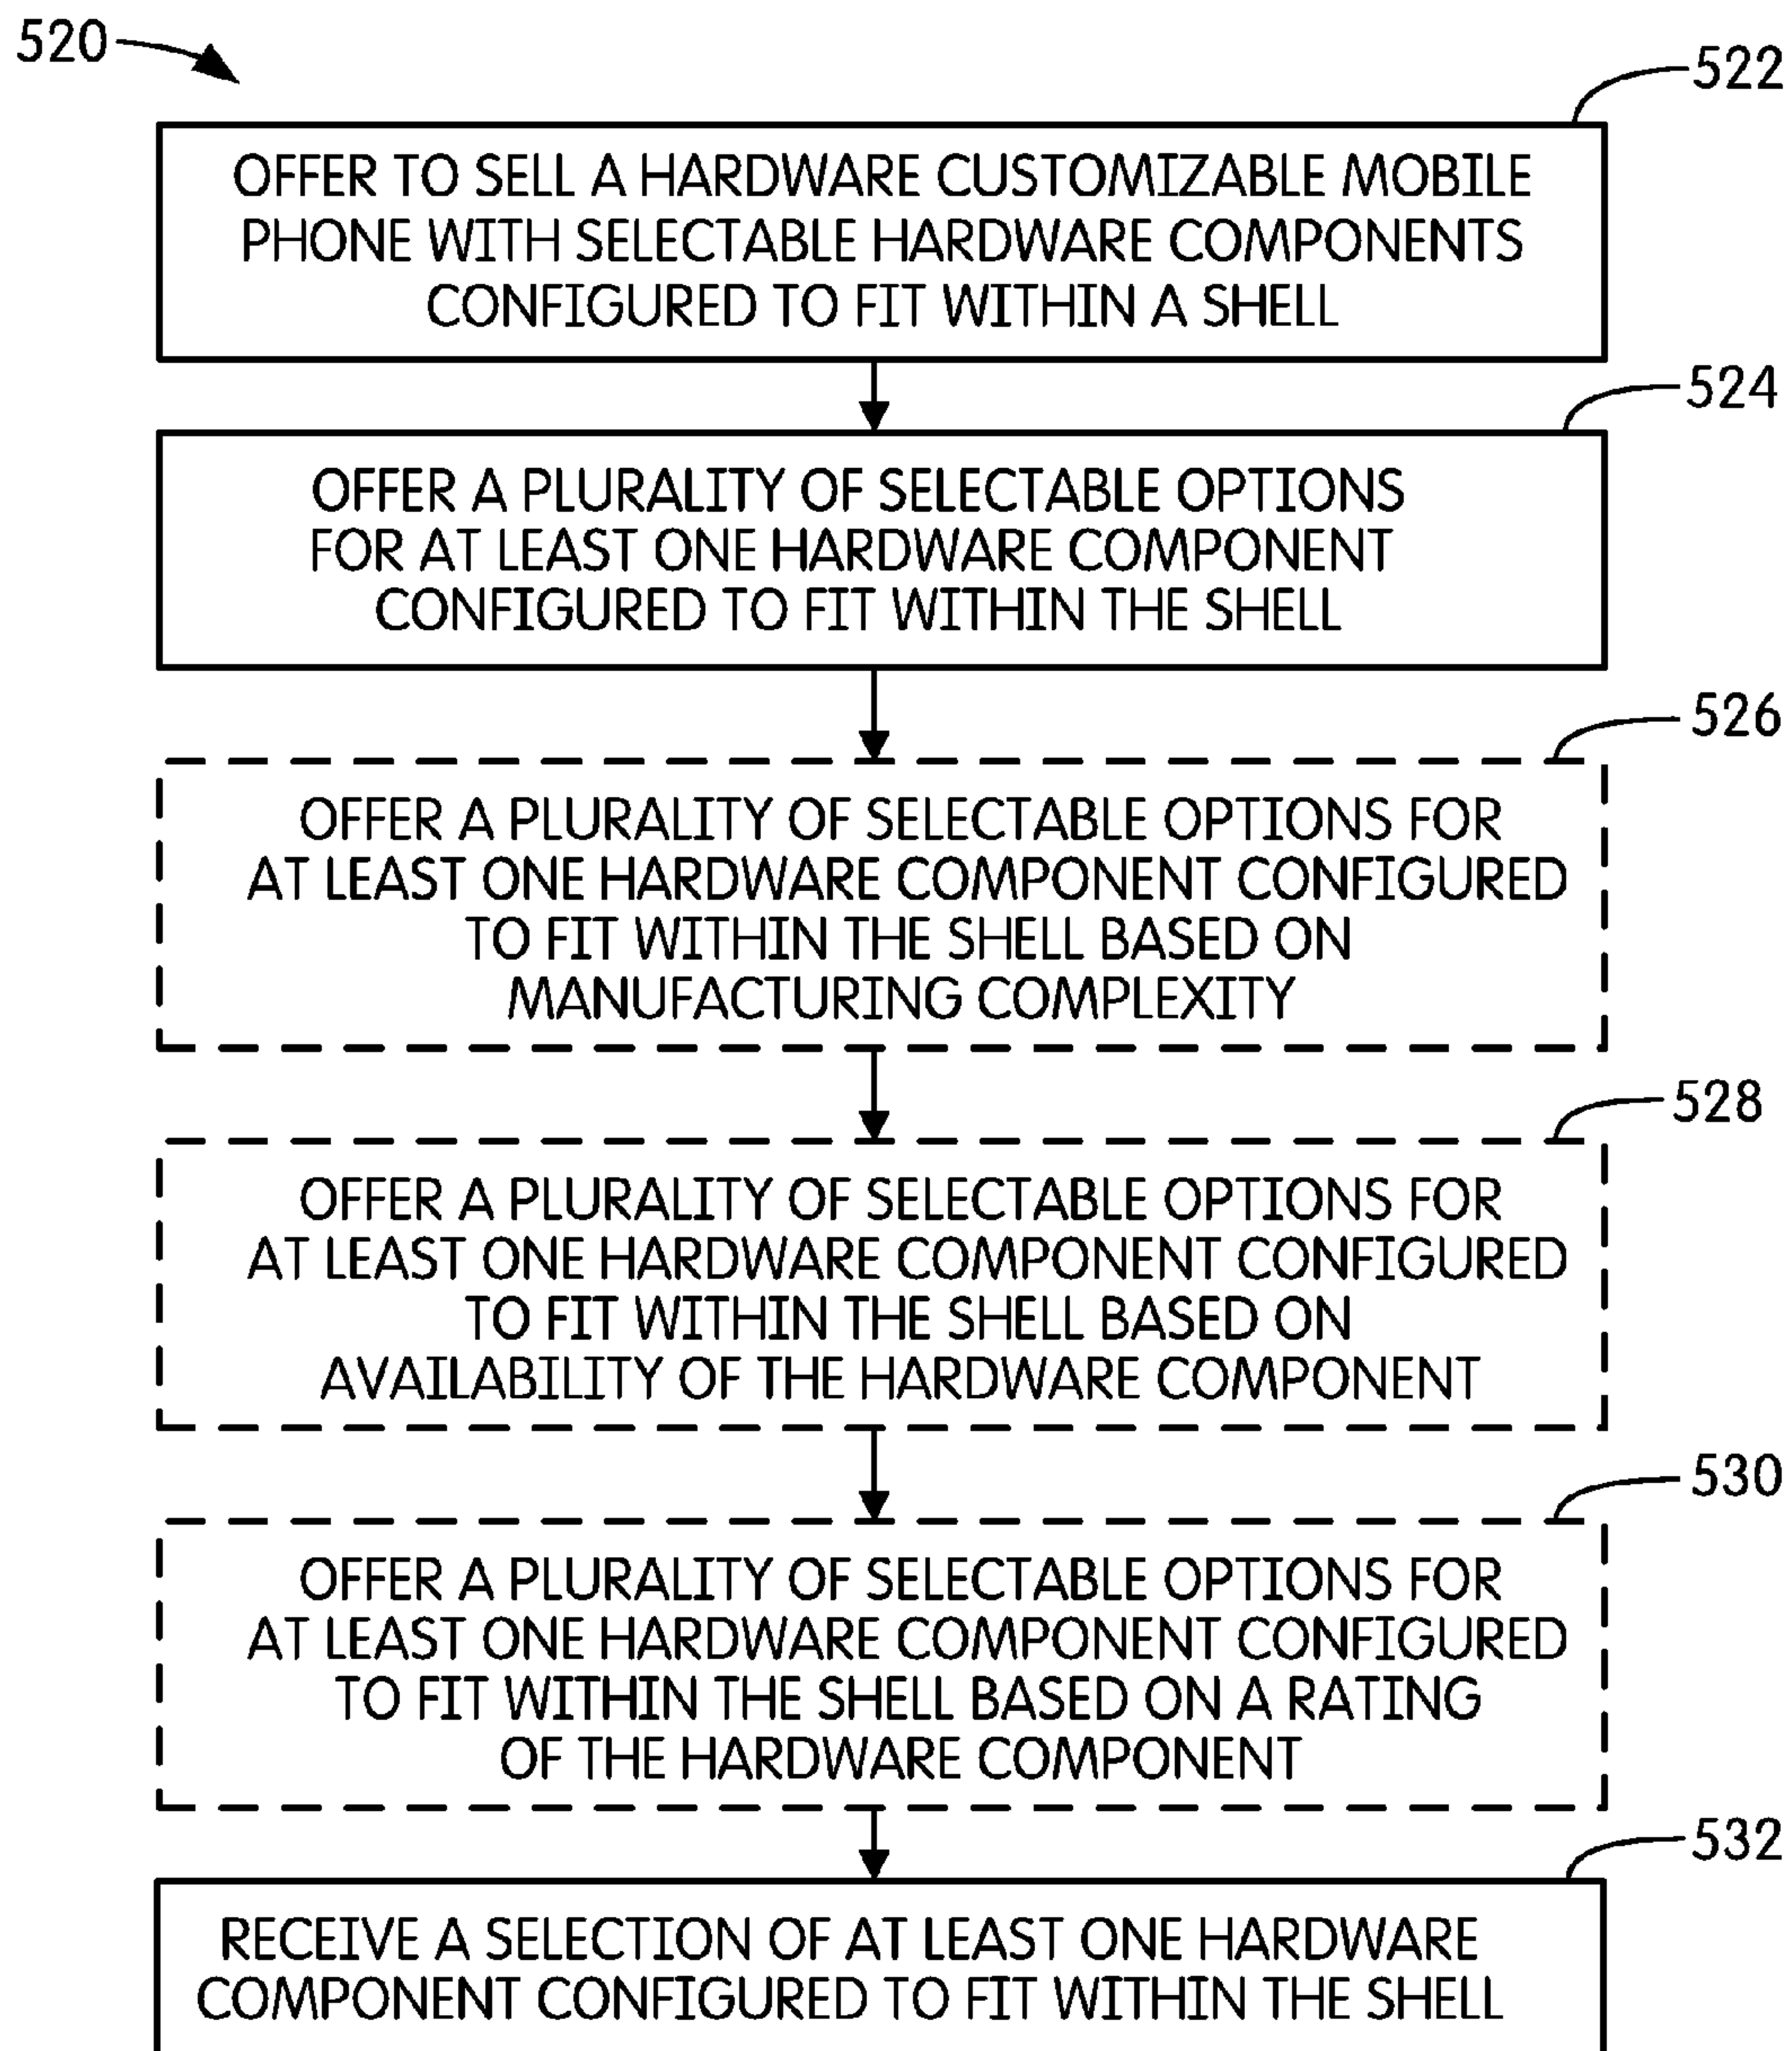 520
522
OFFER TO SELL A HARDWARE CUSTOMIZABLE MOBILE
PHONE WITH SELECTABLE HARDWARE COMPONENTS
CONFIGURED TO FIT WITHIN A SHELL
524
OFFER A PLURALITY OF SELECTABLE OPTIONS
FOR AT LEAST ONE HARDWARE COMPONENT
CONFIGURED TO FIT WITHIN THE SHELL
526
OFFER A PLURALITY OF SELECTABLE OPTIONS FOR
AT LEAST ONE HARDWARE COMPONENT CONFIGURED
TO FIT WITHIN THE SHELL BASED ON
MANUFACTURING COMPLEXITY
528
OFFER A PLURALITY OF SELECTABLE OPTIONS FOR
AT LEAST ONE HARDWARE COMPONENT CONFIGURED
TO FIT WITHIN THE SHELL BASED ON
AVAILABILITY OF THE HARDWARE COMPONENT
530
OFFER A PLURALITY OF SELECTABLE OPTIONS FOR
AT LEAST ONE HARDWARE COMPONENT CONFIGURED
TO FIT WITHIN THE SHELL BASED ON A RATING
OF THE HARDWARE COMPONENT
532
RECEIVE A SELECTION OF AT LEAST ONE HARDWARE
COMPONENT CONFIGURED TO FIT WITHIN THE SHELL